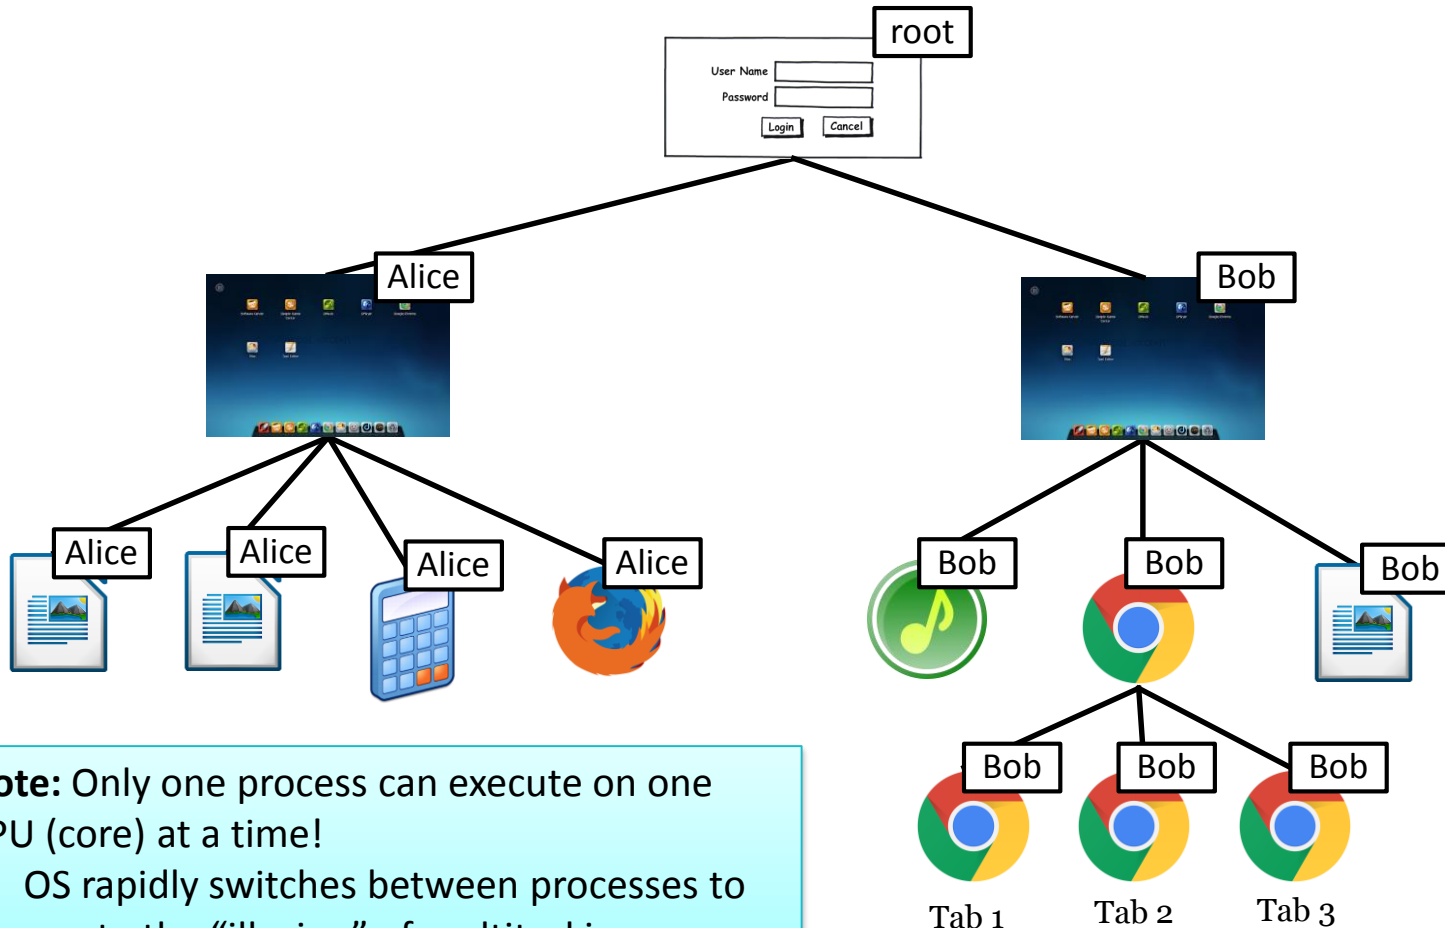 root
User Name
Password
Login Cancel
Alice
Bob
Alice
Alice
Alice
Alice
Bob
Bob
Bob
Bob
Bob
Bob
ote: Only one process can execute on one
PU (core) at a time!
OS rapidly switches between processes to
Tab 1
Tab 2
Tab 3